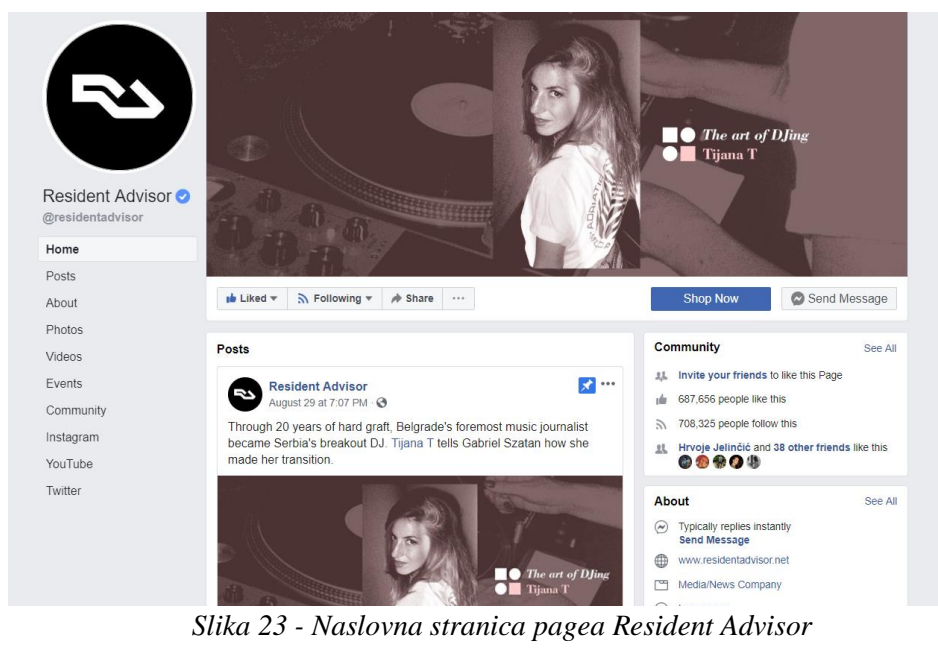 Resident Advisor
@residentadvisor
Home
Posts
About
Photos
Videos
Events
Community
Instagram
YouTube
Twitter
The art of DJing
Tijana T
Liked
Following
Share
Shop Now
Send Message
Posts
Resident Advisor
August 29 at 7:07 PM
Through 20 years of hard graft, Belgrade's foremost music journalist
became Serbia's breakout DJ. Tijana T tells Gabriel Szatan how she
made her transition.
The art of DJing
Tijana T
Community
See All
Invite your friends to like this Page
687,656 people like this
708,325 people follow this
Hrvoje Jelinčić and 38 other friends like this
About
See All
Typically replies instantly
Send Message
www.residentadvisor.net
Media/News Company
Slika 23 - Naslovna stranica pagea Resident Advisor